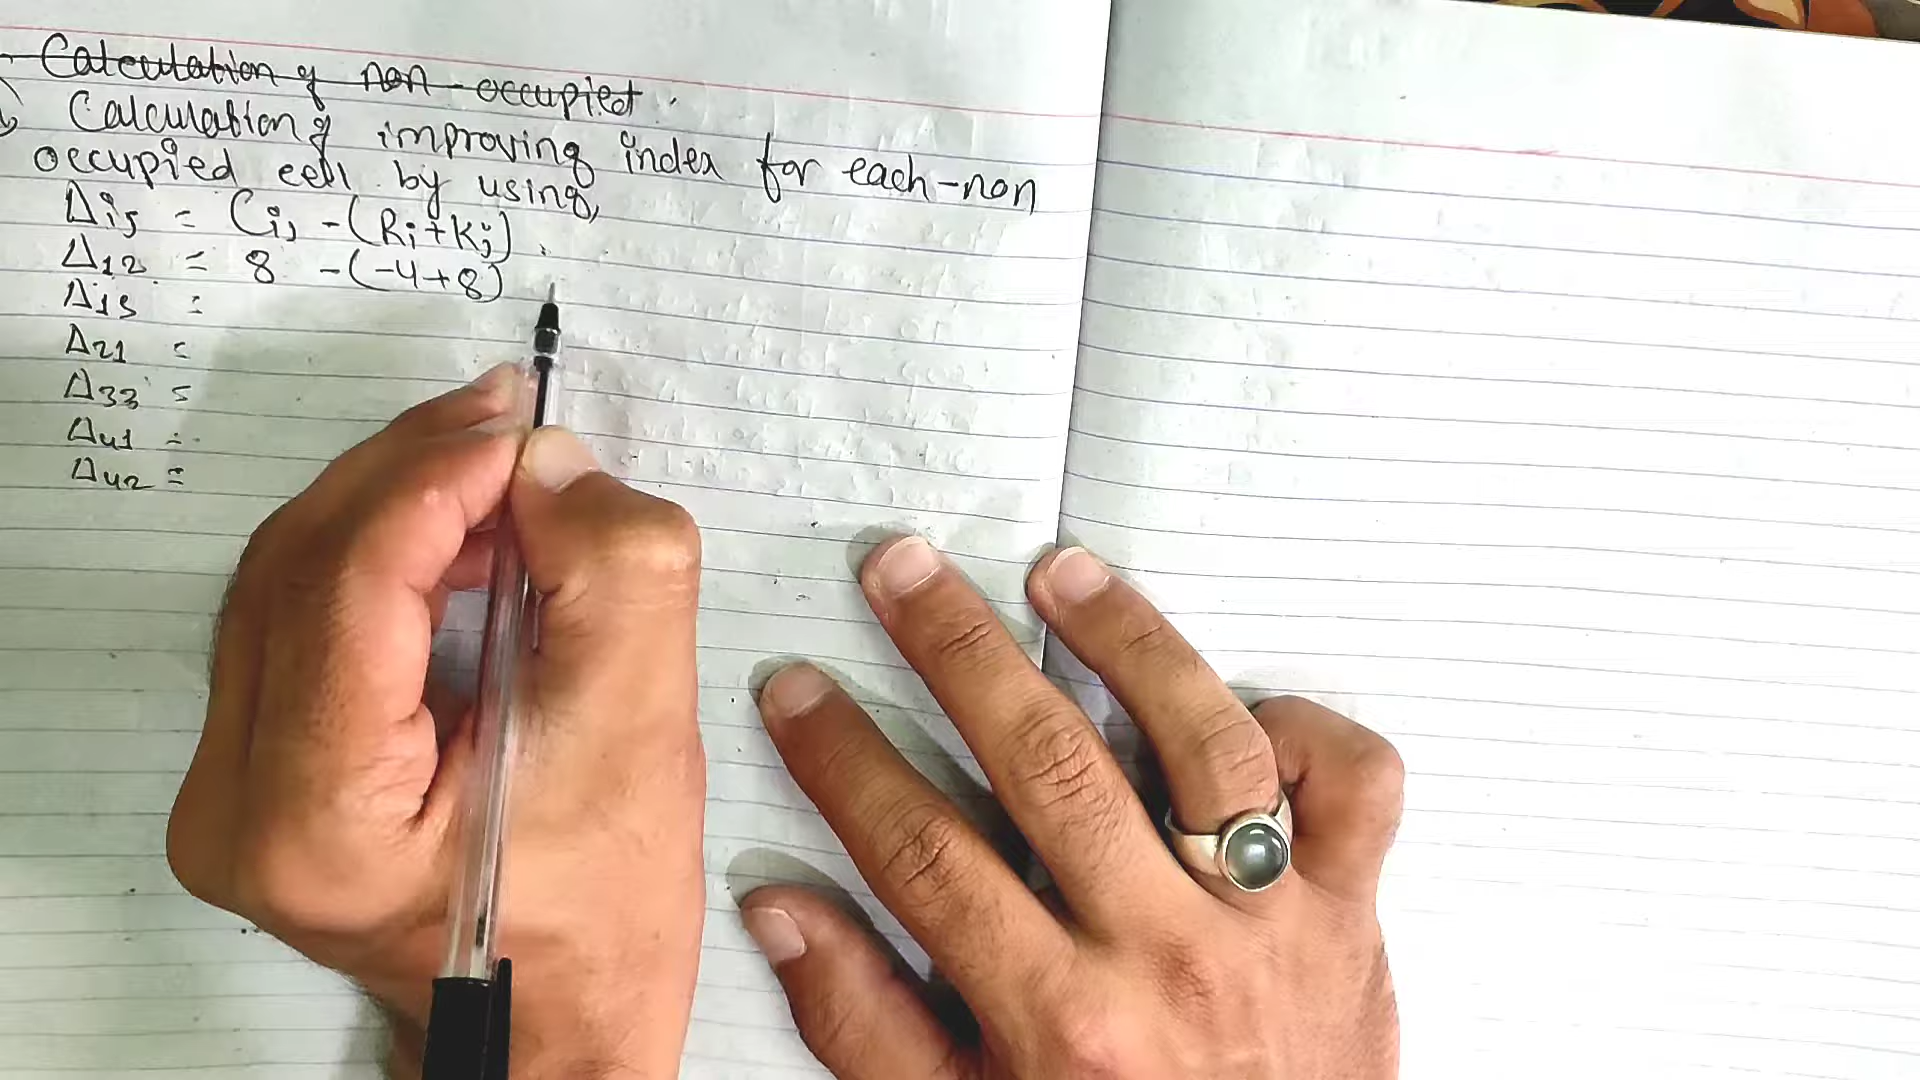 Calculation of non-occupied.
Calculation of improving index for each-non
occupied cell by using,
Δij = Cij -(Ri+Kj).
Δ12 = 8 -(-4+8)
Δ13 =
Δ21 =
Δ33 =
Δ41 =
Δ42 =